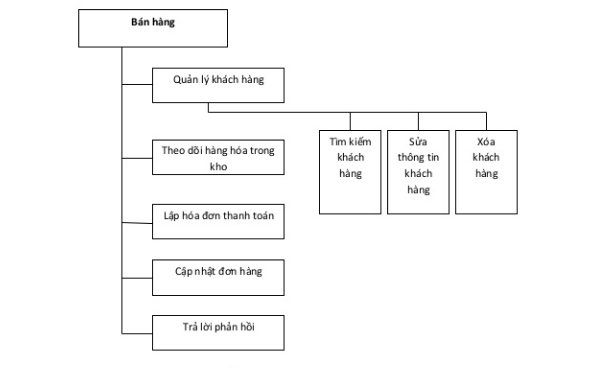 Bán hàng
Quản lý khách hàng
Tìm kiếm
khách
hàng
Sửa
thông tin
khách
hàng
Xóa
khách
hàng
Theo dõi hàng hóa trong
kho
Lập hóa đơn thanh toán
Cập nhật đơn hàng
Trả lời phản hồi